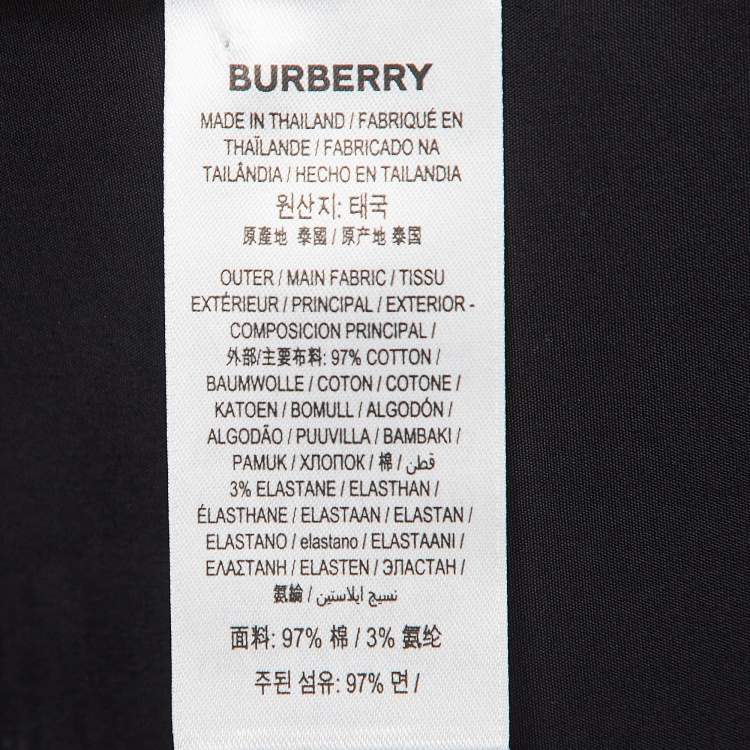 BURBERRY
MADE IN THAILAND / FABRIQUÉ EN
THAÏLANDE / FABRICADO NA
TAILÂNDIA / HECHO EN TAILANDIA
원산지: 태국
原產地 泰國 / 原产地 泰国
OUTER / MAIN FABRIC / TISSU
EXTÉRIEUR / PRINCIPAL / EXTERIOR -
COMPOSICION PRINCIPAL /
外部/主要布料: 97% COTTON /
BAUMWOLLE / COTON / COTONE /
KATOEN / BOMULL / ALGODÓN /
ALGODÃO / PUUVILLA / BAMBAKI /
PAMUK / ХЛОПОК / 棉 / قطن /
3% ELASTANE / ELASTHAN /
ÉLASTHANE / ELASTAAN / ELASTAN /
ELASTANO / elastano / ELASTAANI /
ΕΛΑΣΤΑΝΗ / ELASTEN / ЭЛАСТАН /
氨綸 / نسيج ايلاستين /
面料: 97% 棉 / 3% 氨纶
주된 섬유: 97% 면 /